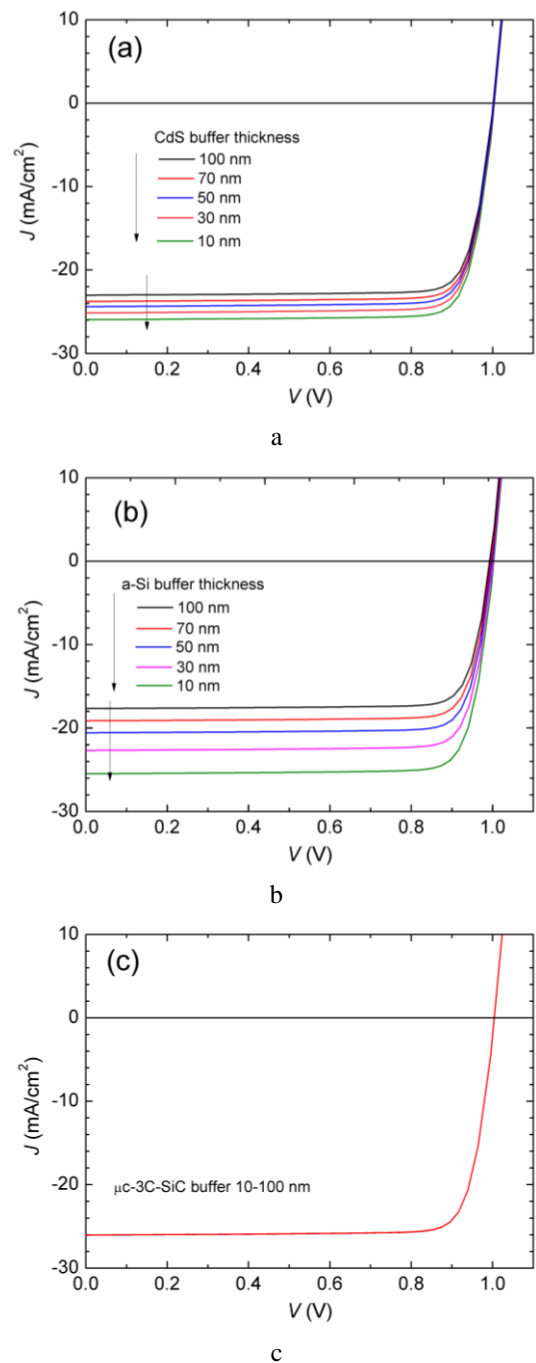 (a)
10
0
-10
-20
-30
J (mA/cm²)
CdS buffer thickness
100 nm
70 nm
50 nm
30 nm
10 nm
0.0 0.2 0.4 0.6 0.8 1.0
V (V)
a
(b)
10
0
-10
-20
-30
J (mA/cm²)
a-Si buffer thickness
100 nm
70 nm
50 nm
30 nm
10 nm
0.0 0.2 0.4 0.6 0.8 1.0
V (V)
b
(c)
10
0
-10
-20
-30
J (mA/cm²)
μc-3C-SiC buffer 10-100 nm
0.0 0.2 0.4 0.6 0.8 1.0
V (V)
c